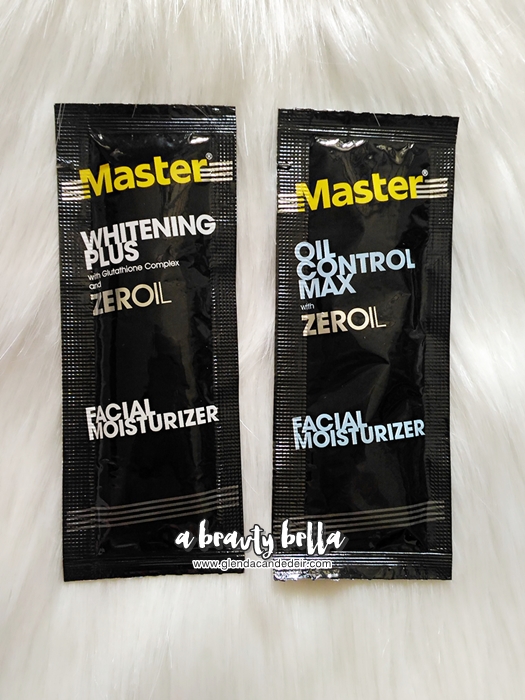 Master®
WHITENING
PLUS
with Glutathione Complex
and
ZEROIL
FACIAL
MOISTURIZER
Master®
OIL
CONTROL
MAX
with
ZEROIL
FACIAL
MOISTURIZER
a beauty bella
www.glendacandedeir.com